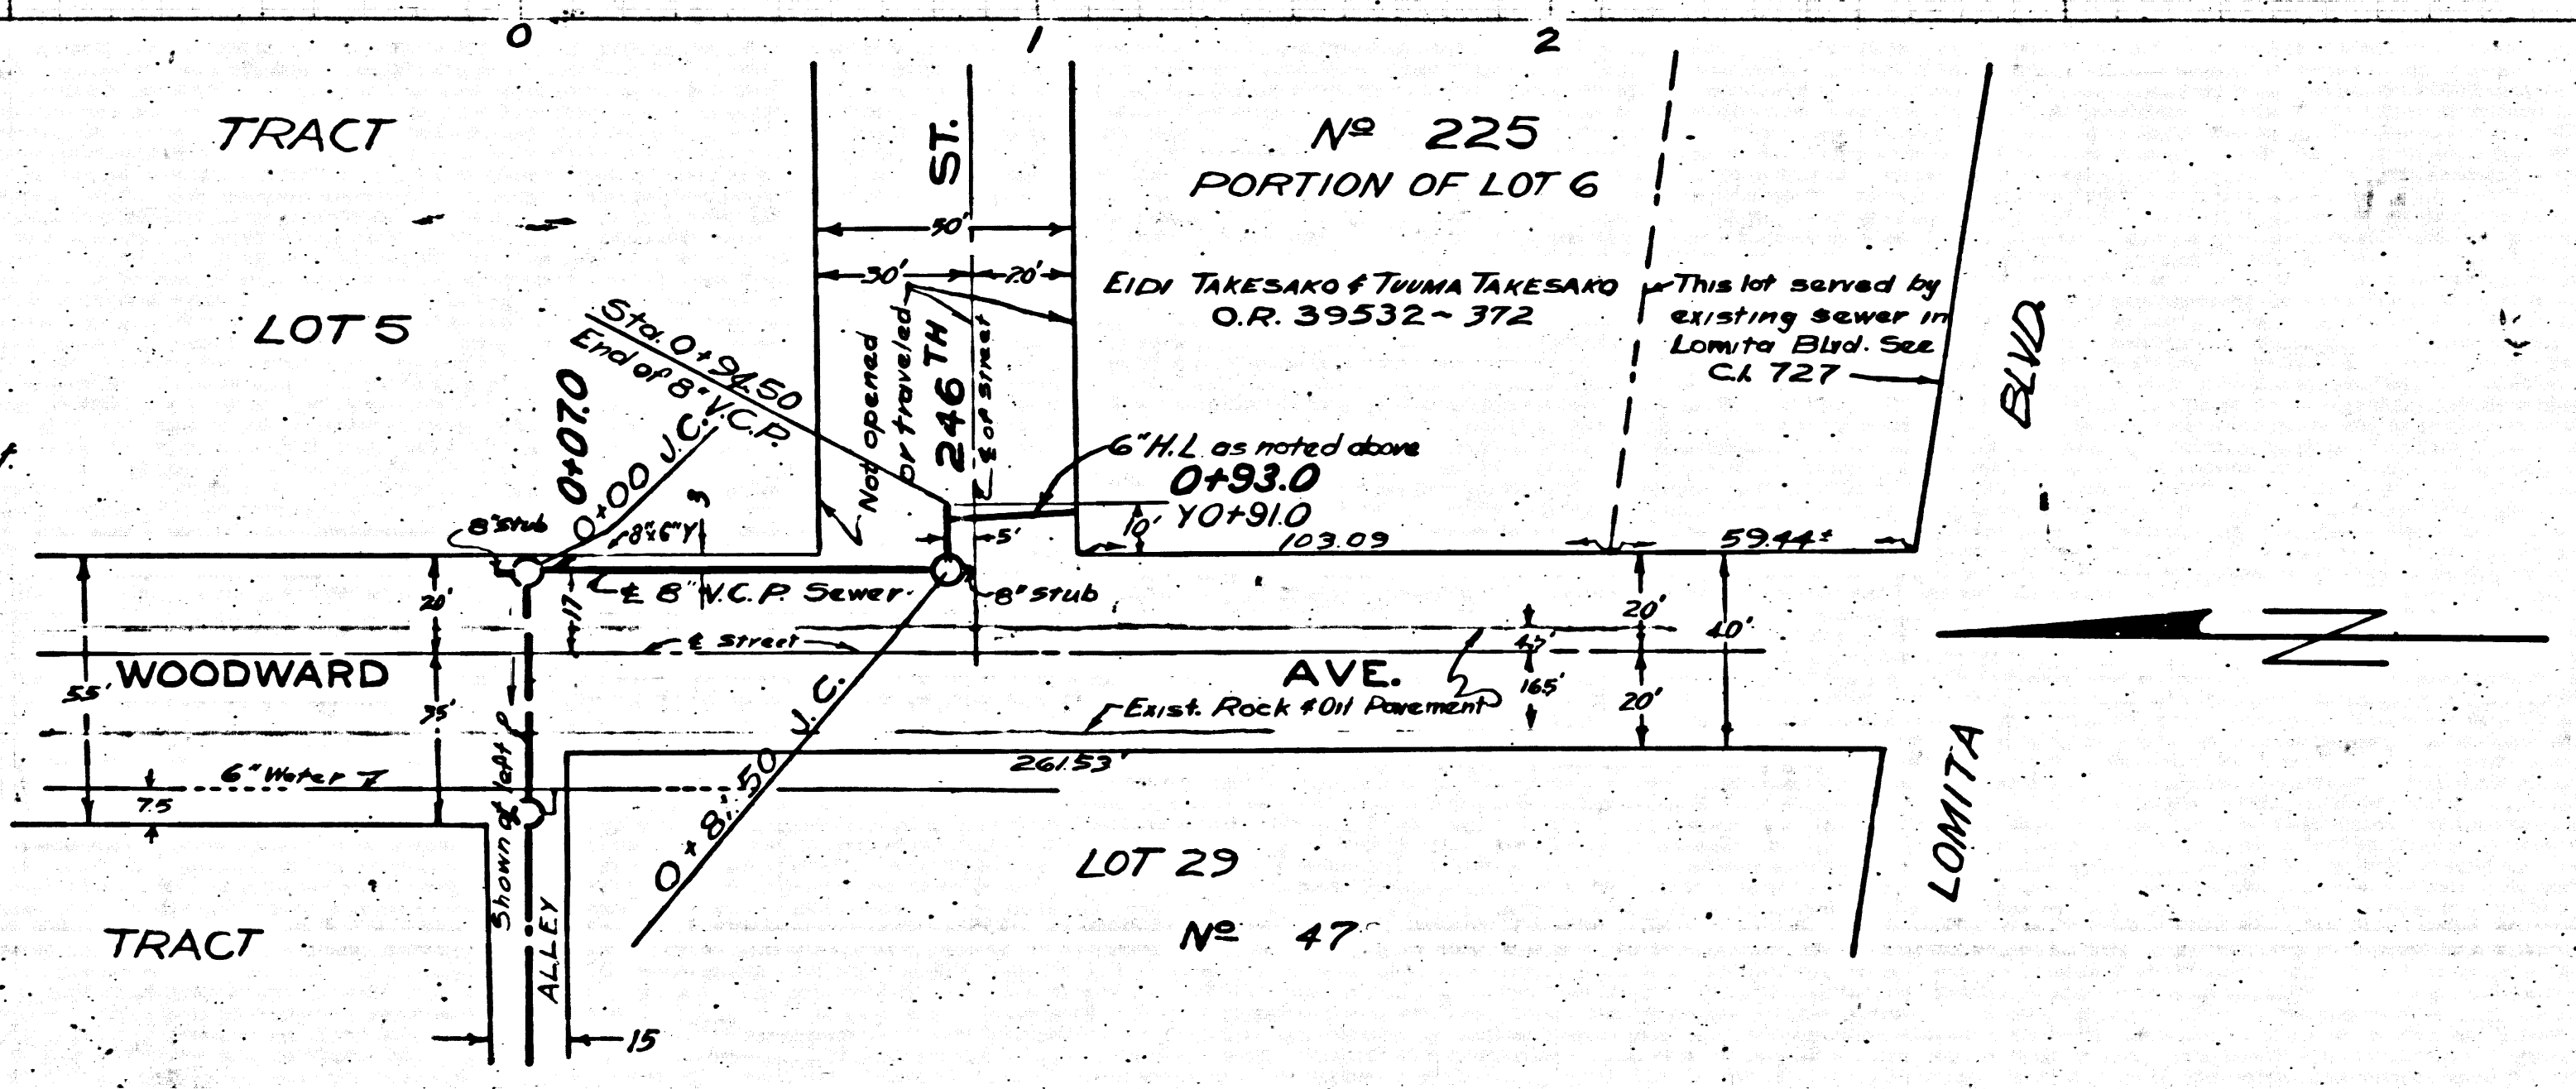 0 1 2
TRACT
Nº 225
PORTION OF LOT 6
ST.
50'
30'
20'
EIDI TAKESAKO & TUUMA TAKESAKO
O.R. 39532~372
This lot served by
existing sewer in
Lomita Blvd. See
C.I. 727
BLVD.
LOT 5
Sta. 0+94.50
End of 8" V.C.P.
0+07.0
0+00 J.C.
Not opened
or traveled
246 TH
℄ of street
6" H.L. as noted above
0+93.0
Y0+91.0
10'
5'
3
8"x6"Y
8" stub
103.09
59.44±
℄ 8" V.C.P. Sewer.
8" stub
17
20'
20'
40'
℄ Street
4.5'
WOODWARD
AVE.
55'
35'
16.5'
20'
Exist. Rock & Oil Pavement
261.53'
6" Water
7.5
Shown at left
0+8 .50 J.C.
LOT 29
LOMITA
Nº 47
TRACT
ALLEY
15
N